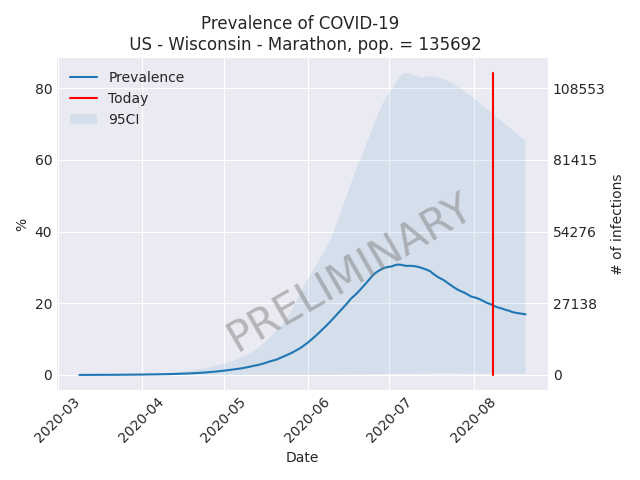 Prevalence of COVID-19
US - Wisconsin - Marathon, pop. = 135692
Prevalence
Today
95CI
PRELIMINARY
%
80
60
40
20
0
108553
81415
54276
27138
0
# of infections
2020-03
2020-04
2020-05
2020-06
2020-07
2020-08
Date